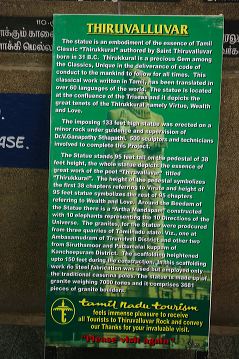 THIRUVALLUVAR
The statue is an embodiment of the essence of Tamil
Classic "Thirukkural" authored by Saint Thiruvalluvar
born in 31 B.C. Thirukkural is a precious Gem among
the Classics, Unique in the deliverance of code of
conduct to the mankind to follow for all times. This
classical work written in Tamil, has been translated in
over 60 languages of the world. The statue is located
at the confluence of the Triseas and it depicts the
great tenets of the Thirukkural namely Virtue, Wealth
and Love.
The imposing 133 feet high statue was erected on a
minor rock under guidance and supervision of
Dr.V.Ganapathy Sthapathi. 500 sculptors and technicians
involved to complete this Project.
The Statue stands 95 feet tall on the pedestal of 38
feet height, the whole statue depicts the essence of
great work of the poet "Thiruvalluvar" titled
"Thirukkural". The height of the pedestal symbolizes
the first 38 chapters referring to Virute and height of
95 feet statue symbolizes the rest of 95 chapters
referring to Wealth and Love. Around the
the Statue there is a "Artha Mandapam" constructed
with 10 elephants representing the 10 Directions of the
Universe. The granites, for the Statue were produced
from three quarries of Tamilnadu state viz., one at
Ambasamudram of Tirunelveli District and other two
from Siruthamoor and Pattumalai Kuppam of
Kancheepuram District. The scaffolding heightened
upto 150 feet during the construction. In this scaffolding
work no Steel fabrication was used but employed only
the traditional casurina poles. The statue is made up of
granite weighing 7000 tones and it comprises 3681
pieces of granite boulders.
tamil Nadu tourism
feels immense pleasure to receive
all Tourists to Thiruvalluvar Rock and convey
our Thanks for your invaluable visit.
"Please visit again"
EASE.